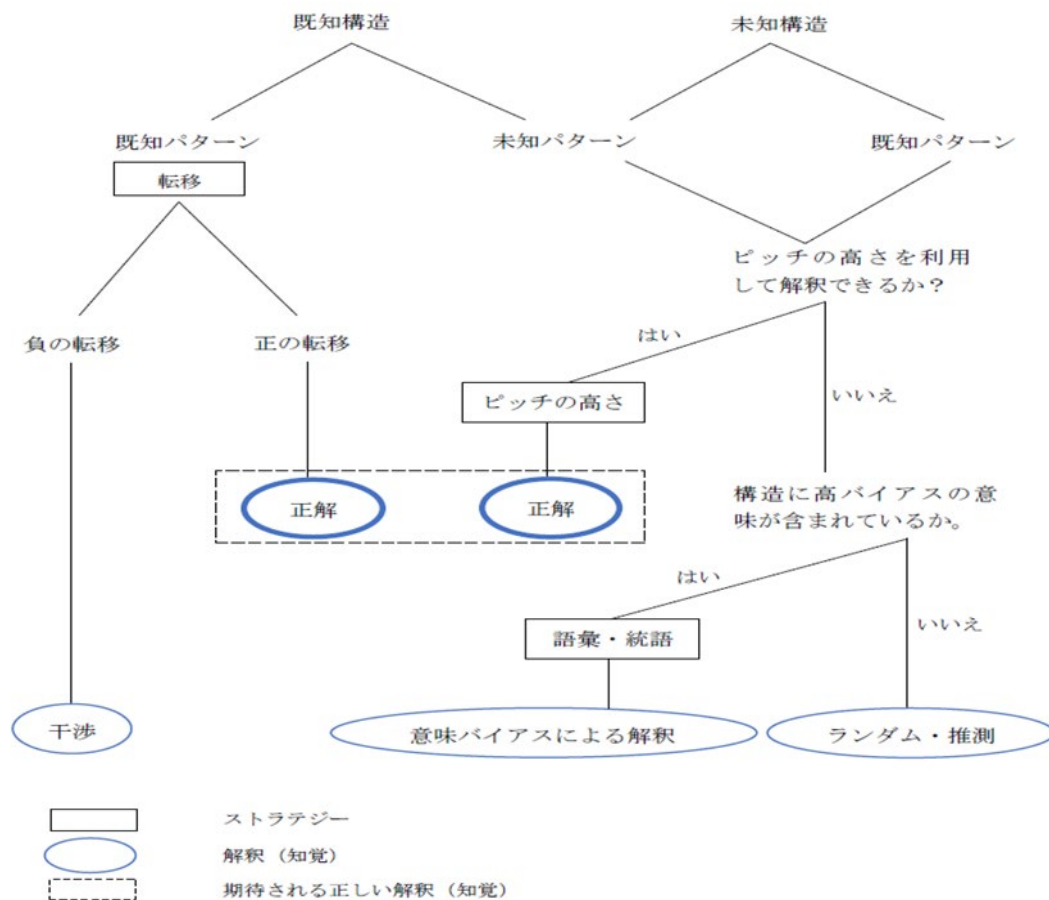 既知構造
未知構造
既知パターン
未知パターン
既知パターン
転移
ピッチの高さを利用
して解釈できるか？
負の転移
正の転移
はい
ピッチの高さ
いいえ
正解
正解
構造に高バイアスの意
味が含まれているか。
はい
語彙・統語
いいえ
干渉
意味バイアスによる解釈
ランダム・推測
ストラテジー
解釈（知覚）
期待される正しい解釈（知覚）